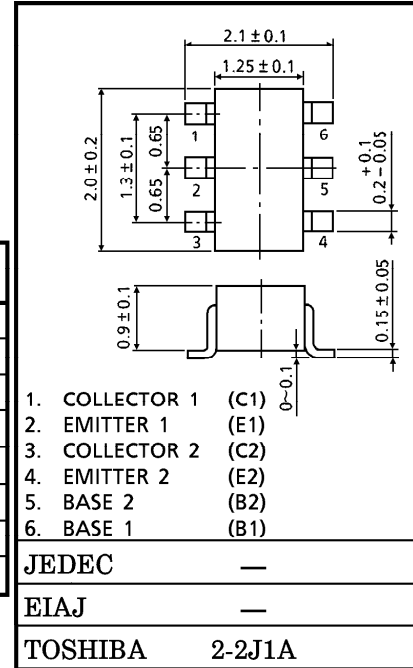 2.1±0.1
1.25±0.1
2.0±0.2
1.3±0.1
0.65
0.65
1
2
3
6
5
4
+0.1
0.2-0.05
0.9±0.1
0~0.1
0.15±0.05
1. COLLECTOR 1 (C1)
2. EMITTER 1 (E1)
3. COLLECTOR 2 (C2)
4. EMITTER 2 (E2)
5. BASE 2 (B2)
6. BASE 1 (B1)
JEDEC —
EIAJ —
TOSHIBA 2-2J1A